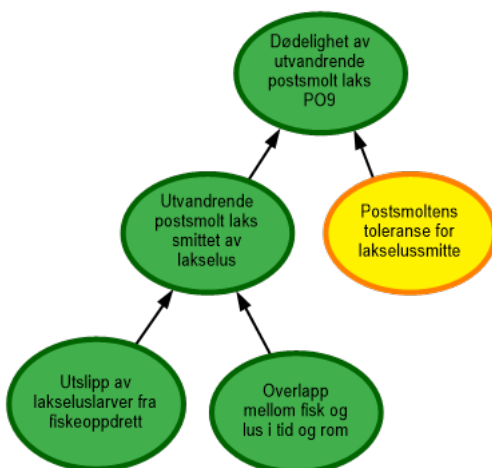 Dødelighet av
utvandrende
postsmolt laks
PO9
Utvandrende
postsmolt laks
smittet av
lakselus
Postsmoltens
toleranse for
lakselussmitte
Utslipp av
lakseluslarver fra
fiskeoppdrett
Overlapp
mellom fisk og
lus i tid og rom